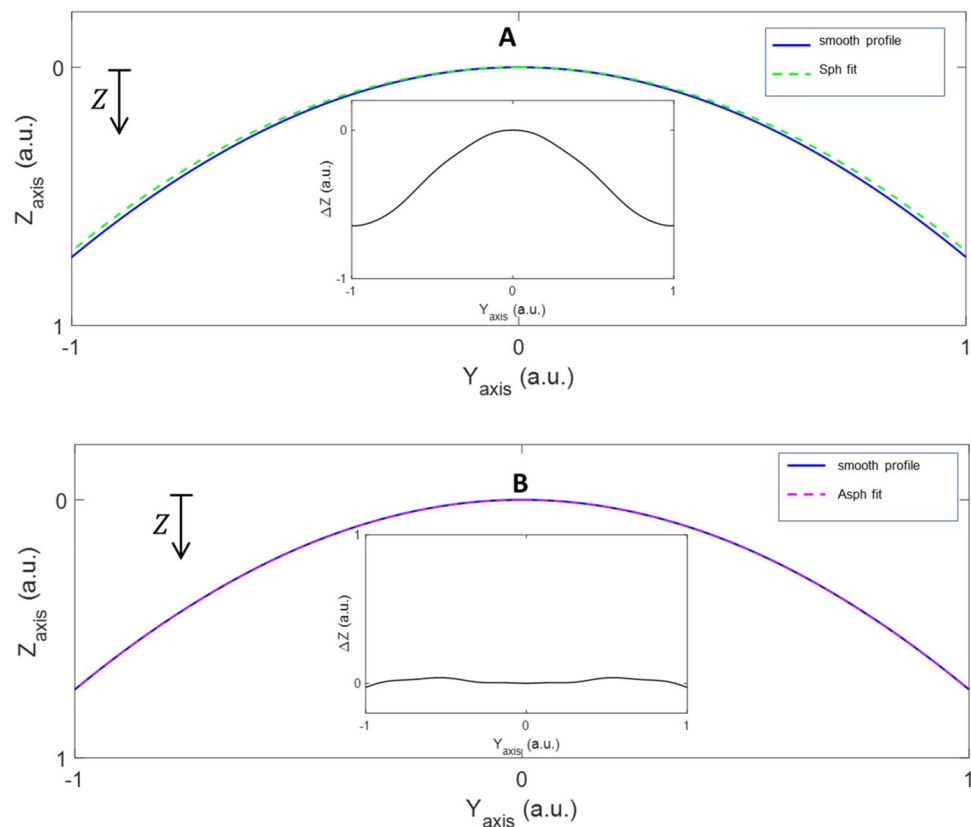 A
smooth profile
Sph fit
0
Z
Z_axis (a.u.)
0
ΔZ (a.u.)
-1
-1
0
1
Y_axis (a.u.)
1
-1
0
1
Y_axis (a.u.)
smooth profile
Asph fit
B
0
Z
Z_axis (a.u.)
1
ΔZ (a.u.)
0
-1
0
1
Y_axis (a.u.)
1
-1
0
1
Y_axis (a.u.)